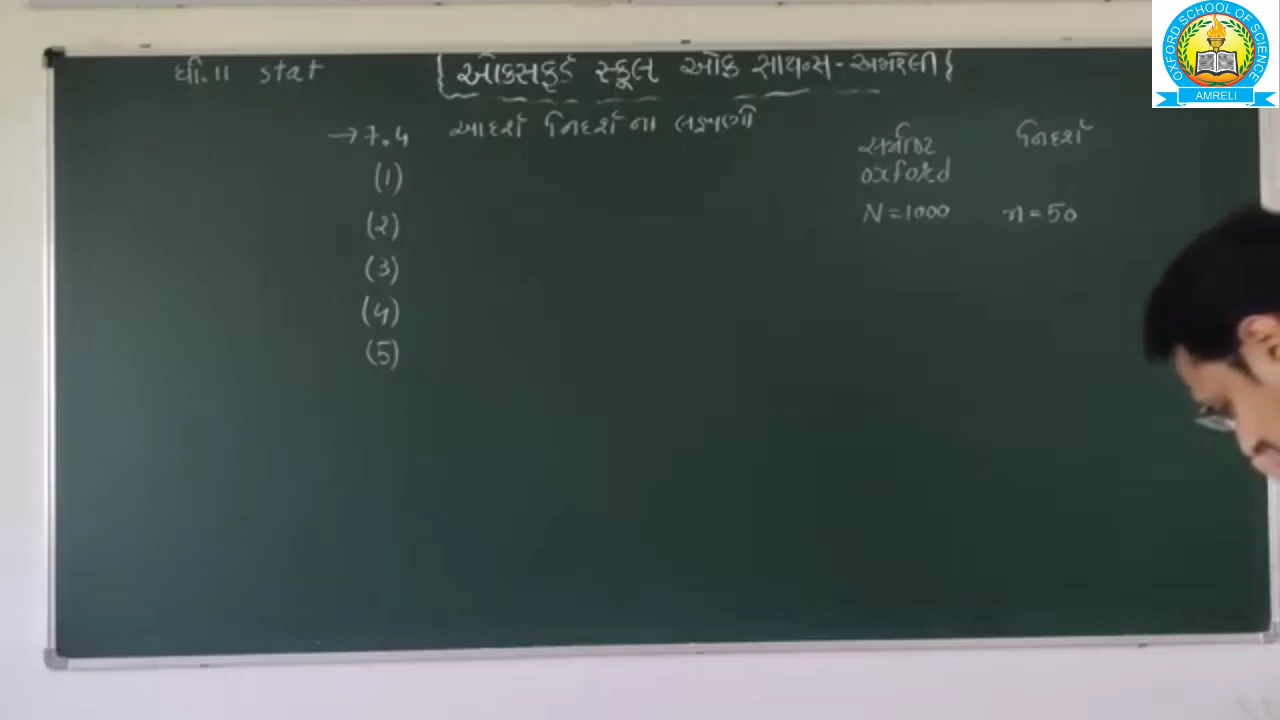 ધો.11 stat
{ ઓક્સફર્ડ સ્કૂલ ઓફ સાયન્સ - અમરેલી }
→ 7.4 આદર્શ નિદર્શ ના લક્ષણો
(1)
(2)
(3)
(4)
(5)
સમષ્ટિ નિદર્શ
oxford
N = 1000 n = 50
OXFORD SCHOOL OF SCIENCE
AMRELI